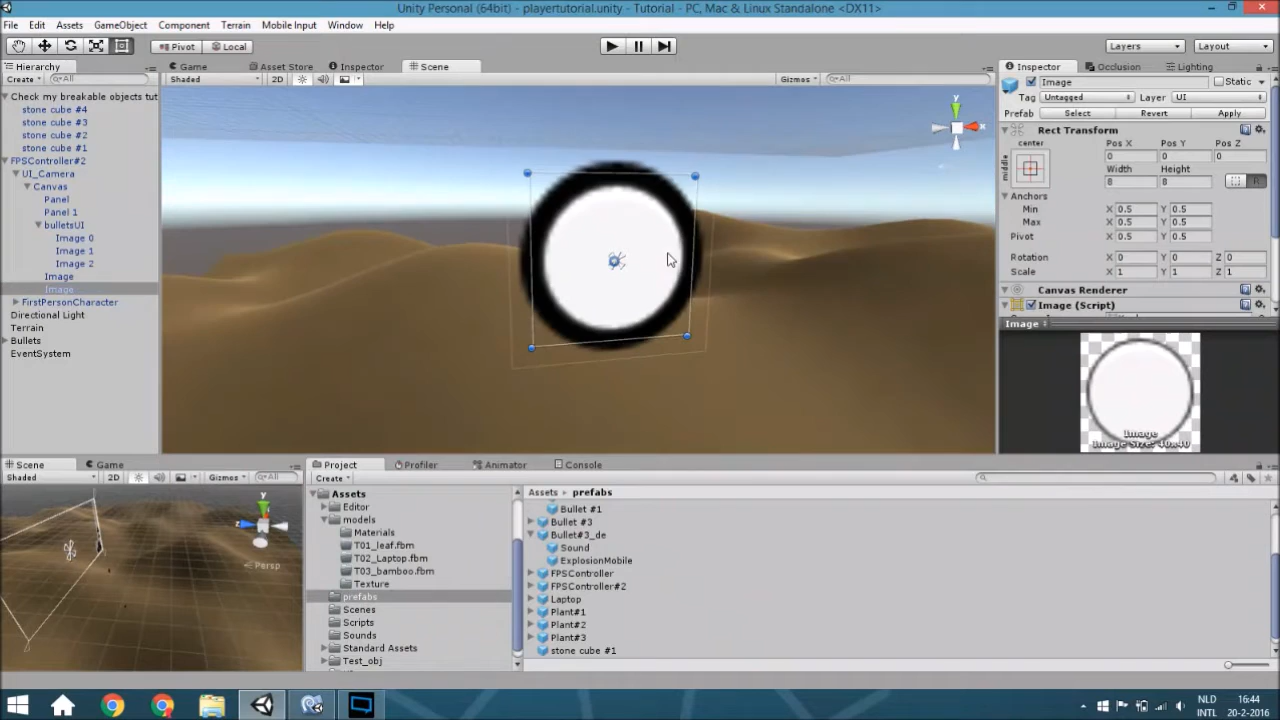 Unity Personal (64bit) - playertutorial.unity - Tutorial - PC, Mac & Linux Standalone <DX11>
File Edit Assets GameObject Component Terrain Mobile Input Window Help
Pivot Local Layers Layout
Hierarchy
Create All
Check my breakable objects tut
stone cube #4
stone cube #3
stone cube #2
stone cube #1
FPSController#2
UI_Camera
Canvas
Panel
Panel 1
bulletsUI
Image 0
Image 1
Image 2
Image
Image
FirstPersonCharacter
Directional Light
Terrain
Bullets
EventSystem
Game Asset Store Inspector Scene
Shaded 2D Gizmos All
y
x
Inspector Occlusion Lighting
Image Static
Tag Untagged Layer UI
Prefab Select Revert Apply
Rect Transform
center Pos X Pos Y Pos Z
middle 0 0 0
Width Height
8 8 R
Anchors
Min X 0.5 Y 0.5
Max X 0.5 Y 0.5
Pivot X 0.5 Y 0.5
Rotation X 0 Y 0 Z 0
Scale X 1 Y 1 Z 1
Canvas Renderer
Image (Script)
Image
Image
Image Size: 40x40
Scene Game
Shaded 2D Gizmos All
y
z
Persp
Project Profiler Animator Console
Create
Assets
Editor
models
Materials
T01_leaf.fbm
T02_Laptop.fbm
T03_bamboo.fbm
Texture
prefabs
Scenes
Scripts
Sounds
Standard Assets
Test_obj
Assets prefabs
Bullet #1
Bullet #3
Bullet#3_de
Sound
ExplosionMobile
FPSController
FPSController#2
Laptop
Plant#1
Plant#2
Plant#3
stone cube #1
NLD 16:44
INTL 20-2-2016